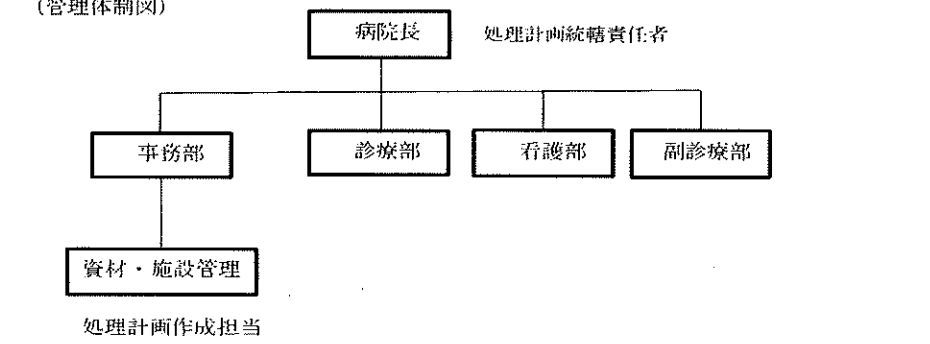 (管理体制図)
病院長 処理計画統轄責任者
事務部 診療部 看護部 副診療部
資材・施設管理
処理計画作成担当